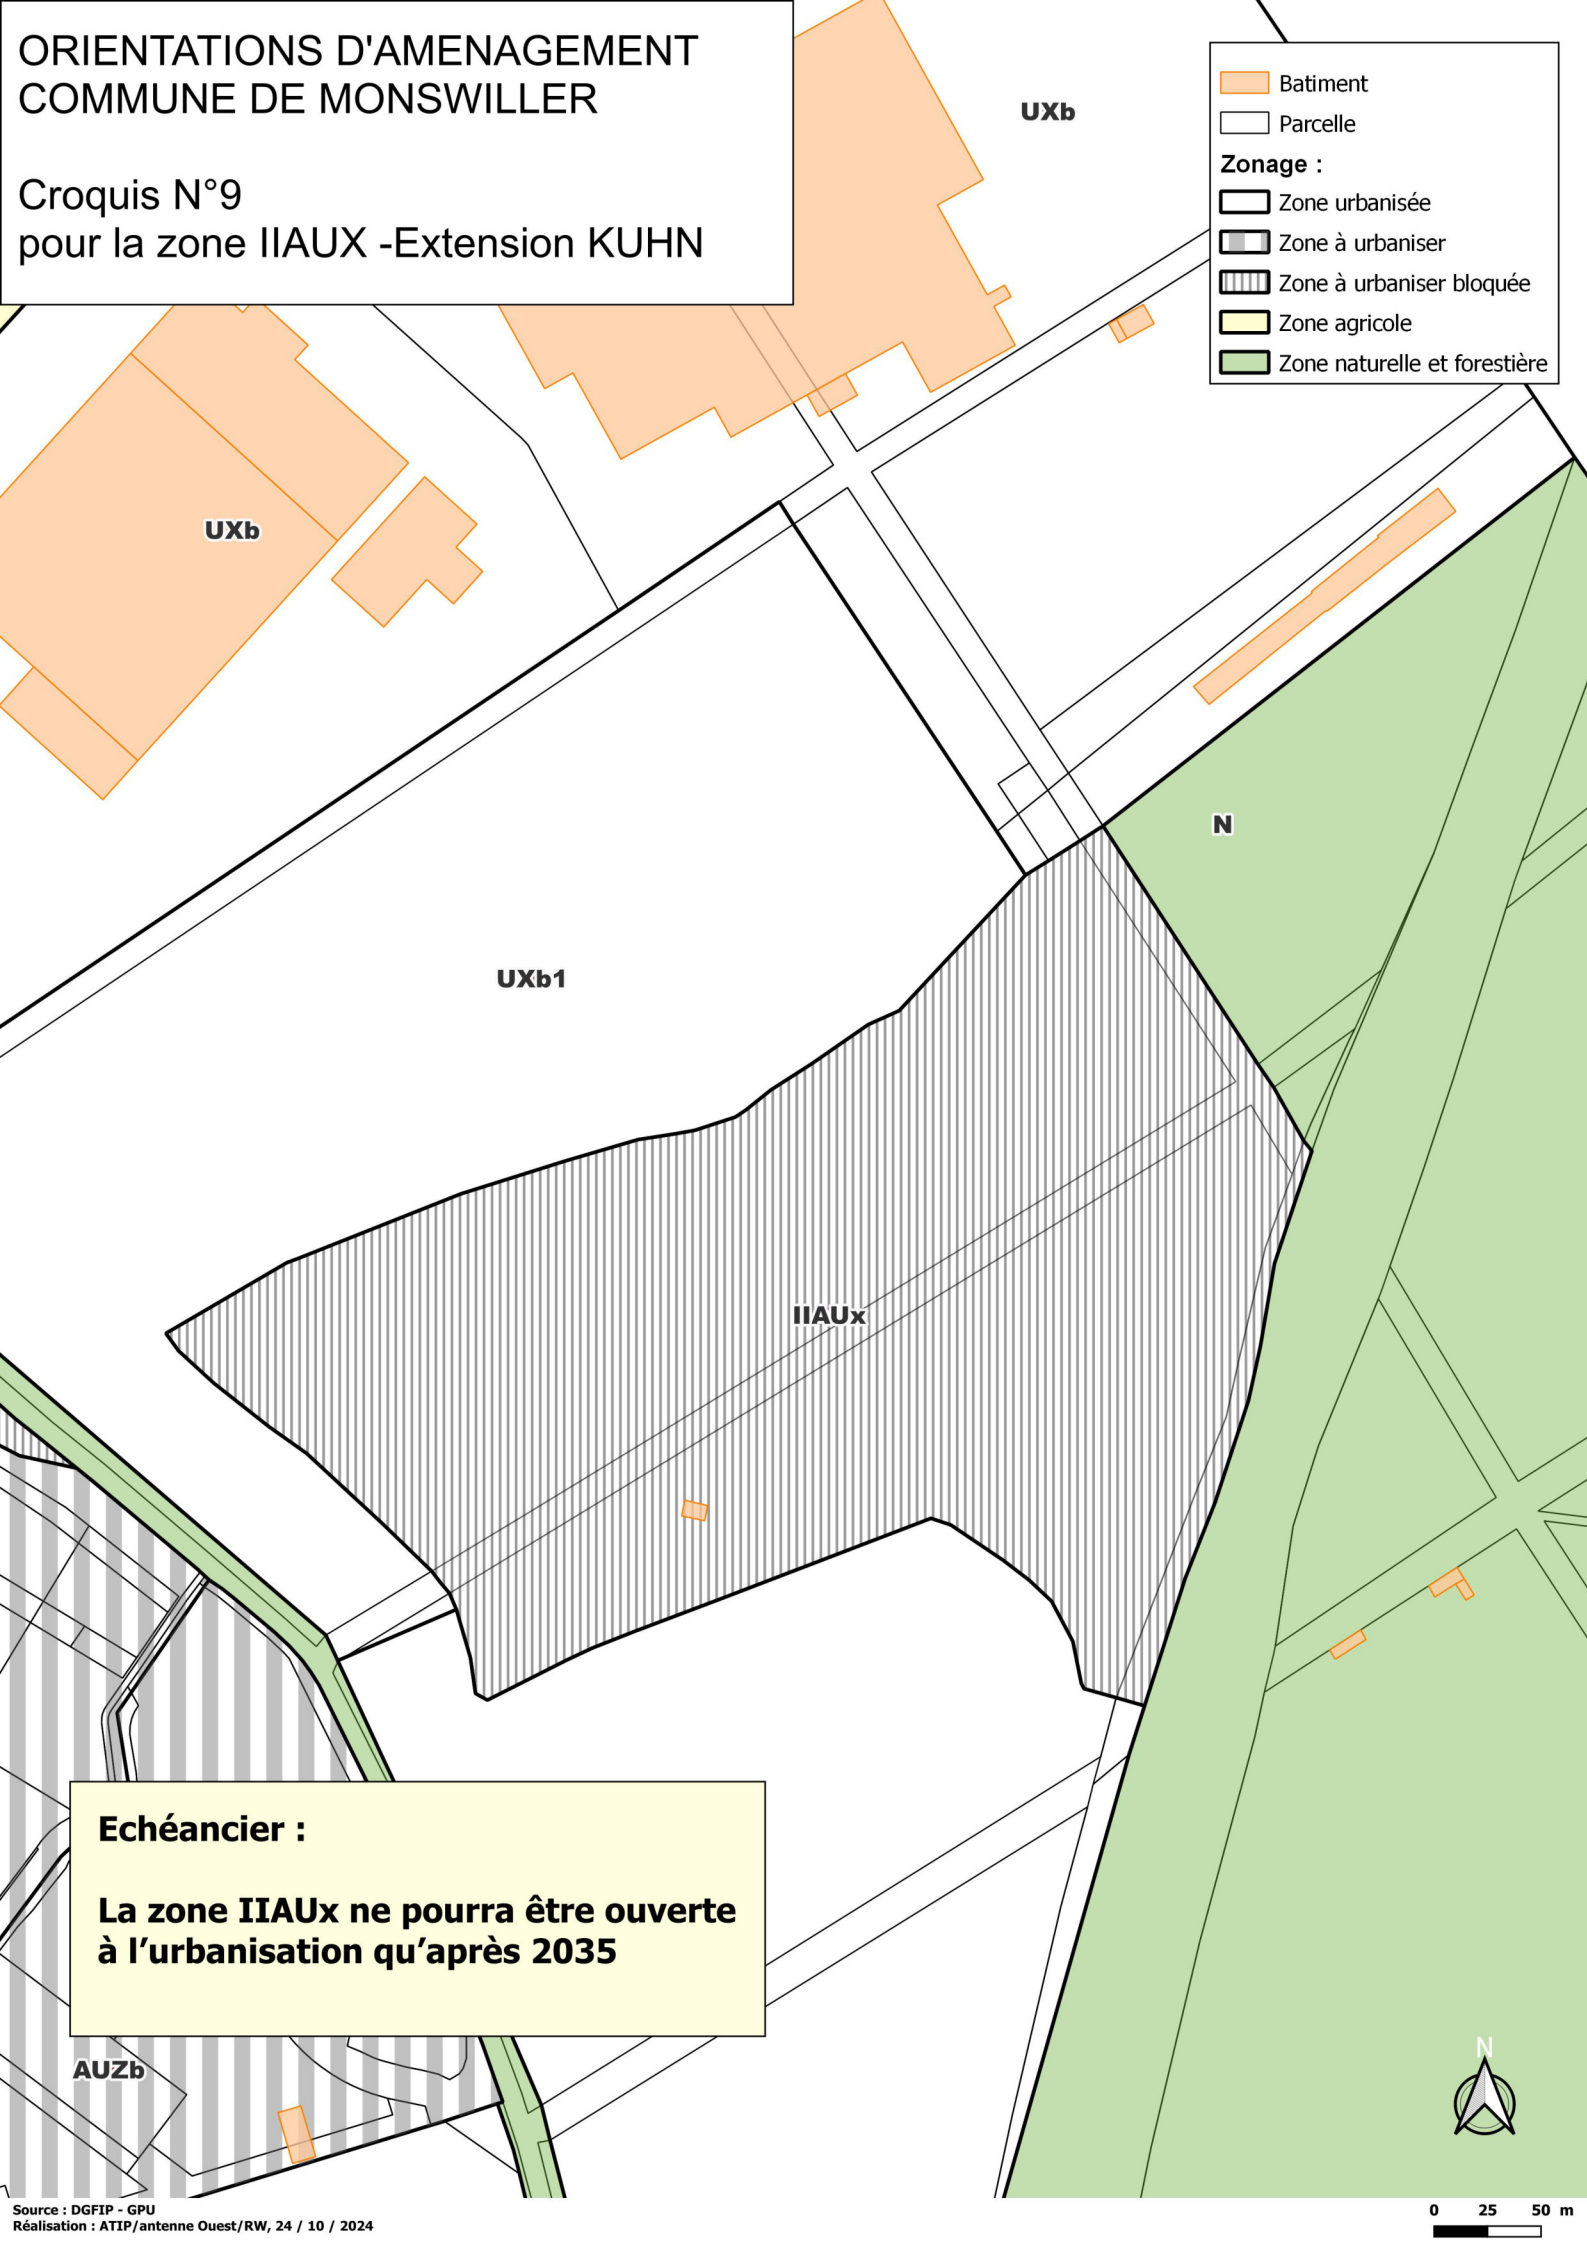 ORIENTATIONS D'AMENAGEMENT
COMMUNE DE MONSWILLER
Croquis N°9
pour la zone IIAUX -Extension KUHN
Batiment
Parcelle
Zonage :
Zone urbanisée
Zone à urbaniser
Zone à urbaniser bloquée
Zone agricole
Zone naturelle et forestière
UXb
UXb
N
UXb1
IIAUx
Echéancier :
La zone IIAUx ne pourra être ouverte
à l'urbanisation qu'après 2035
AUZb
N
Source : DGFIP - GPU
Réalisation : ATIP/antenne Ouest/RW, 24 / 10 / 2024
0 25 50 m